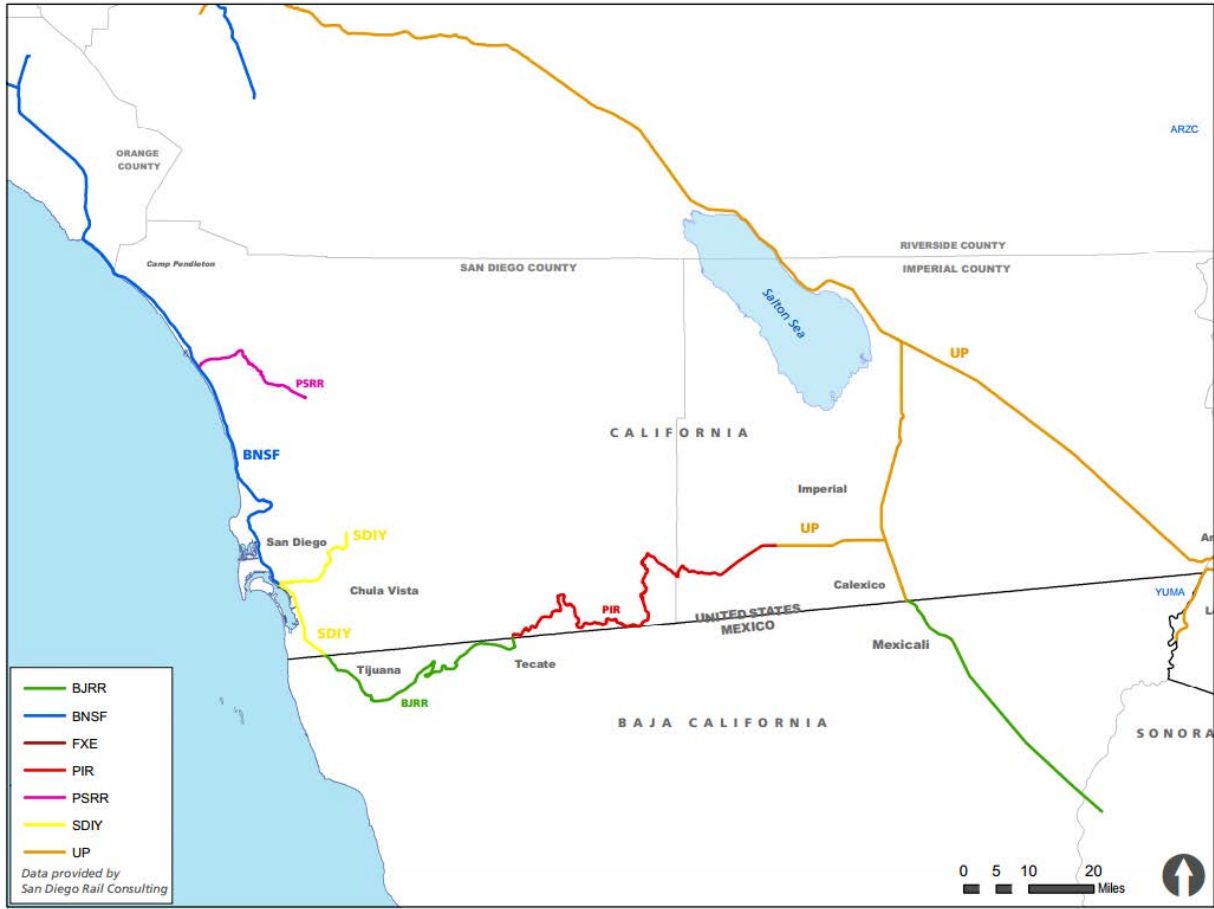 ARZC
ORANGE
COUNTY
RIVERSIDE COUNTY
Camp Pendleton
SAN DIEGO COUNTY
IMPERIAL COUNTY
Salton Sea
UP
PSRR
CALIFORNIA
BNSF
Imperial
SDIY
UP
San Diego
Chula Vista
Calexico
YUMA
PIR
UNITED STATES
MEXICO
SDIY
Mexicali
Tijuana
Tecate
BJRR
BAJA CALIFORNIA
SONORA
BJRR
BNSF
FXE
PIR
PSRR
SDIY
UP
Data provided by
San Diego Rail Consulting
0 5 10 20
Miles